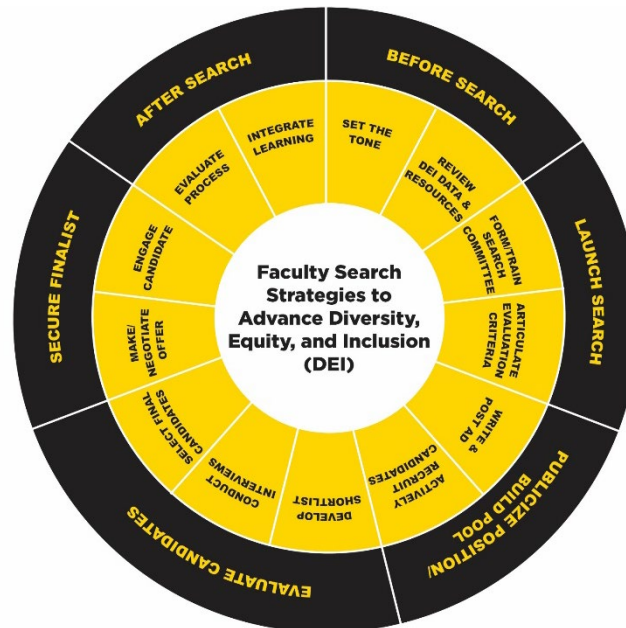 Faculty Search
Strategies to
Advance Diversity,
Equity, and Inclusion
(DEI)
BEFORE SEARCH
SET THE
TONE
REVIEW
DEI DATA &
RESOURCES
LAUNCH SEARCH
FORM/TRAIN
SEARCH
COMMITTEE
ARTICULATE
EVALUATION
CRITERIA
PUBLICIZE POSITION/
BUILD POOL
WRITE &
POST AD
ACTIVELY
RECRUIT
CANDIDATES
EVALUATE CANDIDATES
DEVELOP
SHORTLIST
CONDUCT
INTERVIEWS
SELECT FINAL
CANDIDATES
SECURE FINALIST
MAKE/
NEGOTIATE
OFFER
ENGAGE
CANDIDATE
AFTER SEARCH
EVALUATE
PROCESS
INTEGRATE
LEARNING